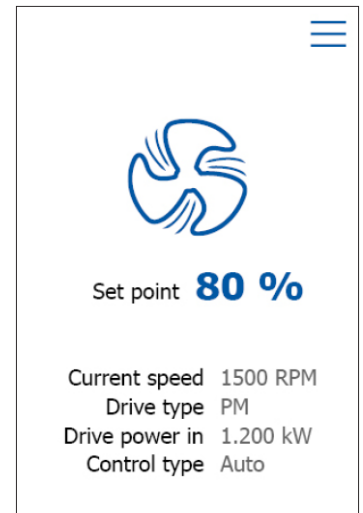 Set point 80 %
Current speed 1500 RPM
Drive type PM
Drive power in 1.200 kW
Control type Auto